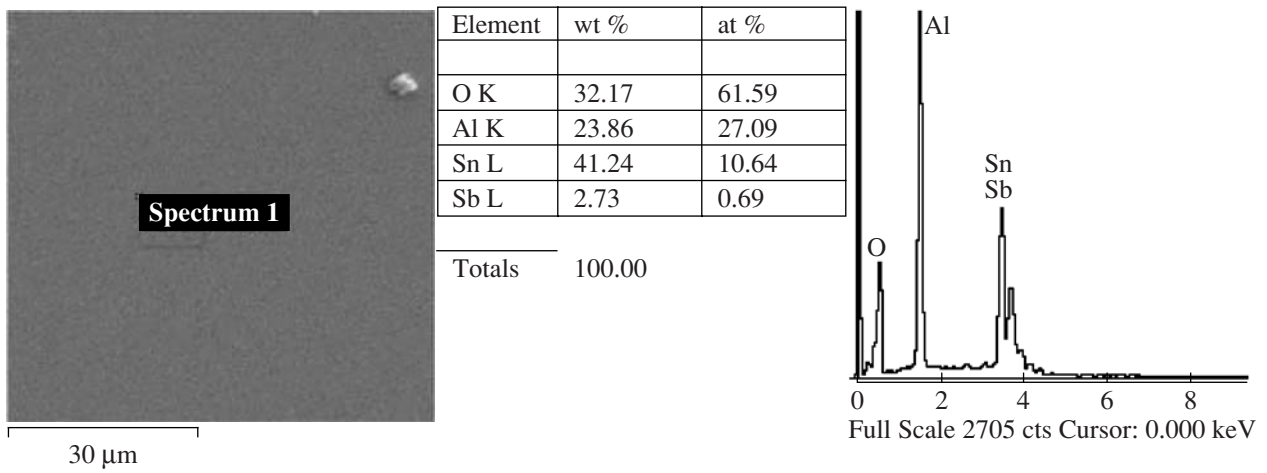 Spectrum 1
30 μm
Element wt % at %
O K 32.17 61.59
Al K 23.86 27.09
Sn L 41.24 10.64
Sb L 2.73 0.69
Totals 100.00
Al
Sn
Sb
O
0 2 4 6 8
Full Scale 2705 cts Cursor: 0.000 keV